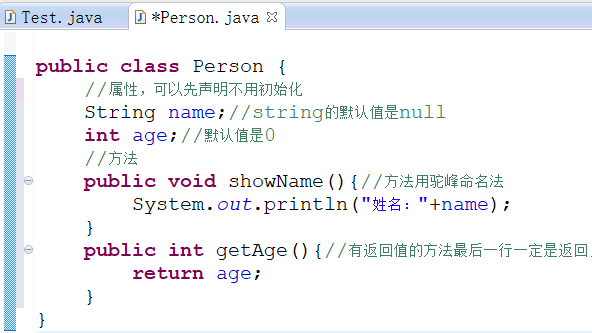 Test.java
*Person.java
public class Person {
//属性，可以先声明不用初始化
String name;//string的默认值是null
int age;//默认值是0
//方法
public void showName(){//方法用驼峰命名法
System.out.println("姓名："+name);
}
public int getAge(){//有返回值的方法最后一行一定是返回
return age;
}
}